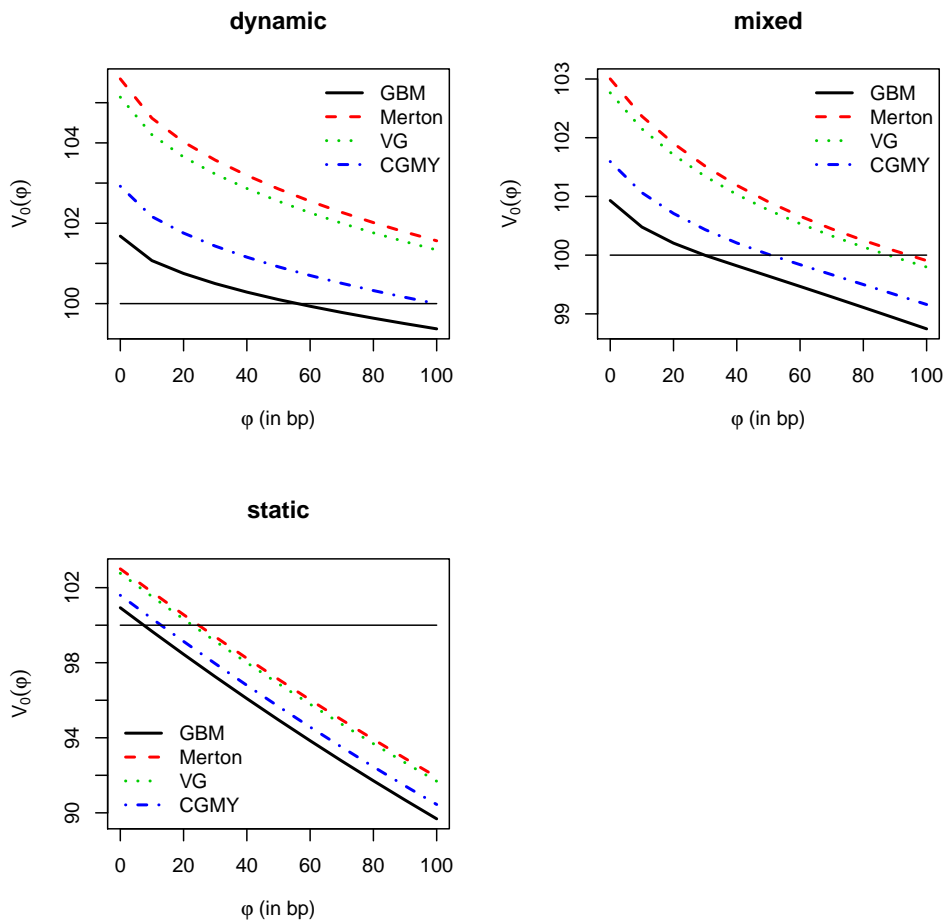 dynamic
V0(φ)
100 102 104
GBM
Merton
VG
CGMY
0 20 40 60 80 100
φ (in bp)
mixed
V0(φ)
99 100 101 102 103
GBM
Merton
VG
CGMY
0 20 40 60 80 100
φ (in bp)
static
V0(φ)
90 94 98 102
GBM
Merton
VG
CGMY
0 20 40 60 80 100
φ (in bp)